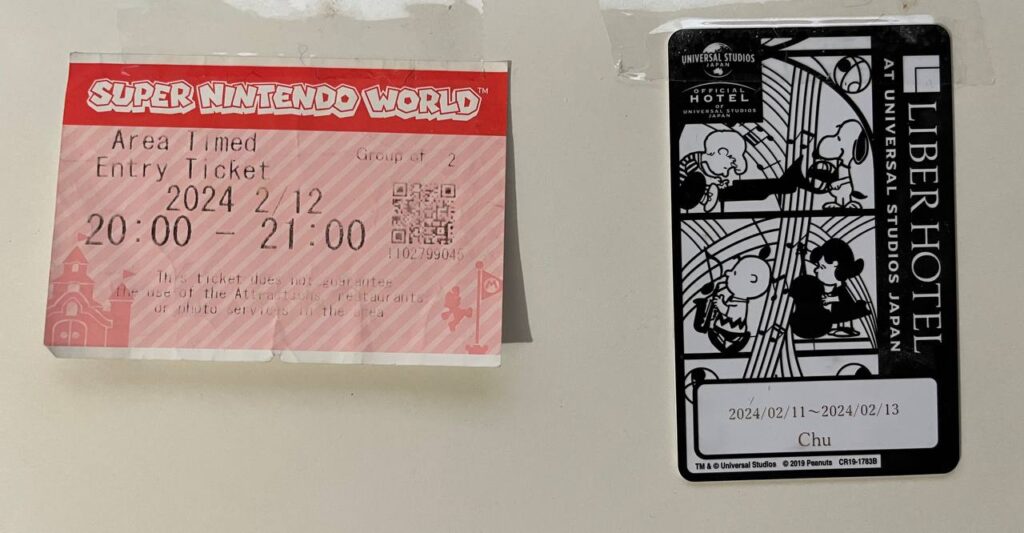 SUPER NINTENDO WORLD™
Area Timed
Entry Ticket
Group of 2
2024 2/12
20:00 - 21:00
1102799045
This ticket does not guarantee
the use of the Attractions, restaurants
or photo services in the area
M
UNIVERSAL STUDIOS
JAPAN
OFFICIAL
HOTEL
OF
UNIVERSAL STUDIOS
JAPAN
LIBER HOTEL
AT UNIVERSAL STUDIOS JAPAN
2024/02/11～2024/02/13
Chu
TM & © Universal Studios © 2019 Peanuts CR19-1783B